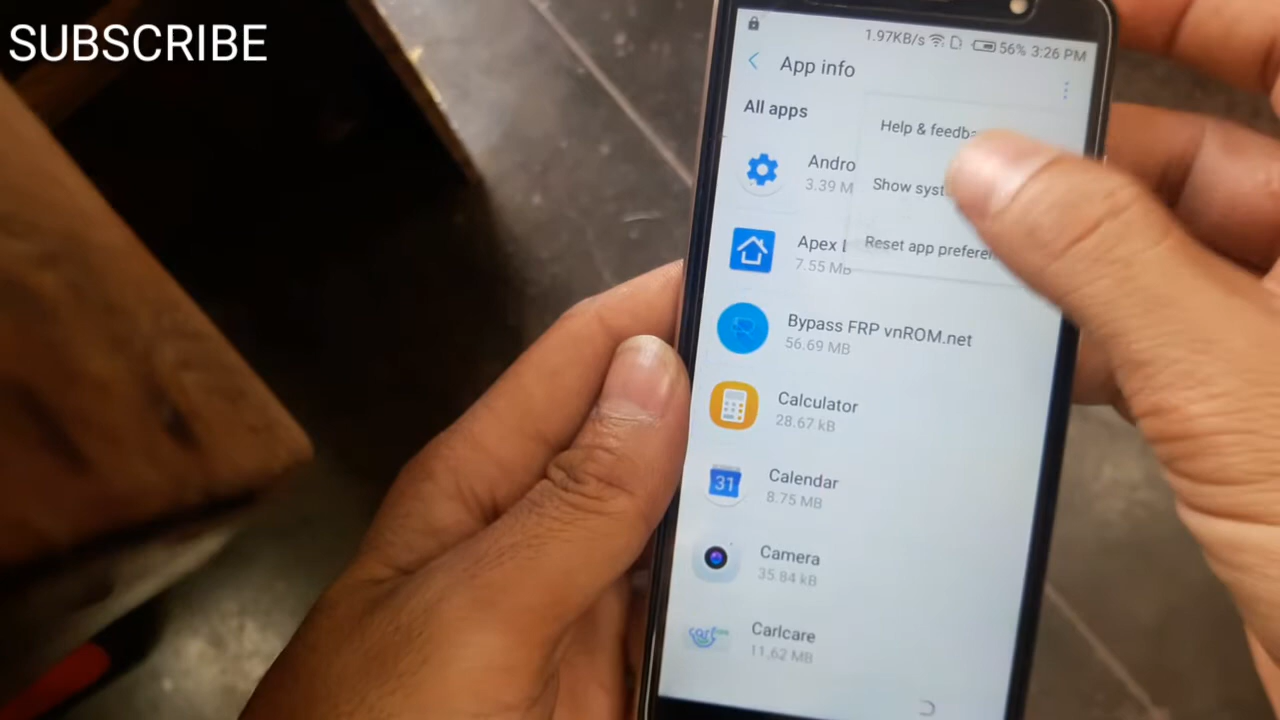 SUBSCRIBE
1.97KB/s 56% 3:26 PM
App info
All apps
Help & feedba
Show syst
Reset app prefere
Andro
3.39 M
Apex
7.55 MB
Bypass FRP vnROM.net
56.69 MB
Calculator
28.67 kB
31
Calendar
8.75 MB
Camera
35.84 kB
Carlcare
11.62 MB